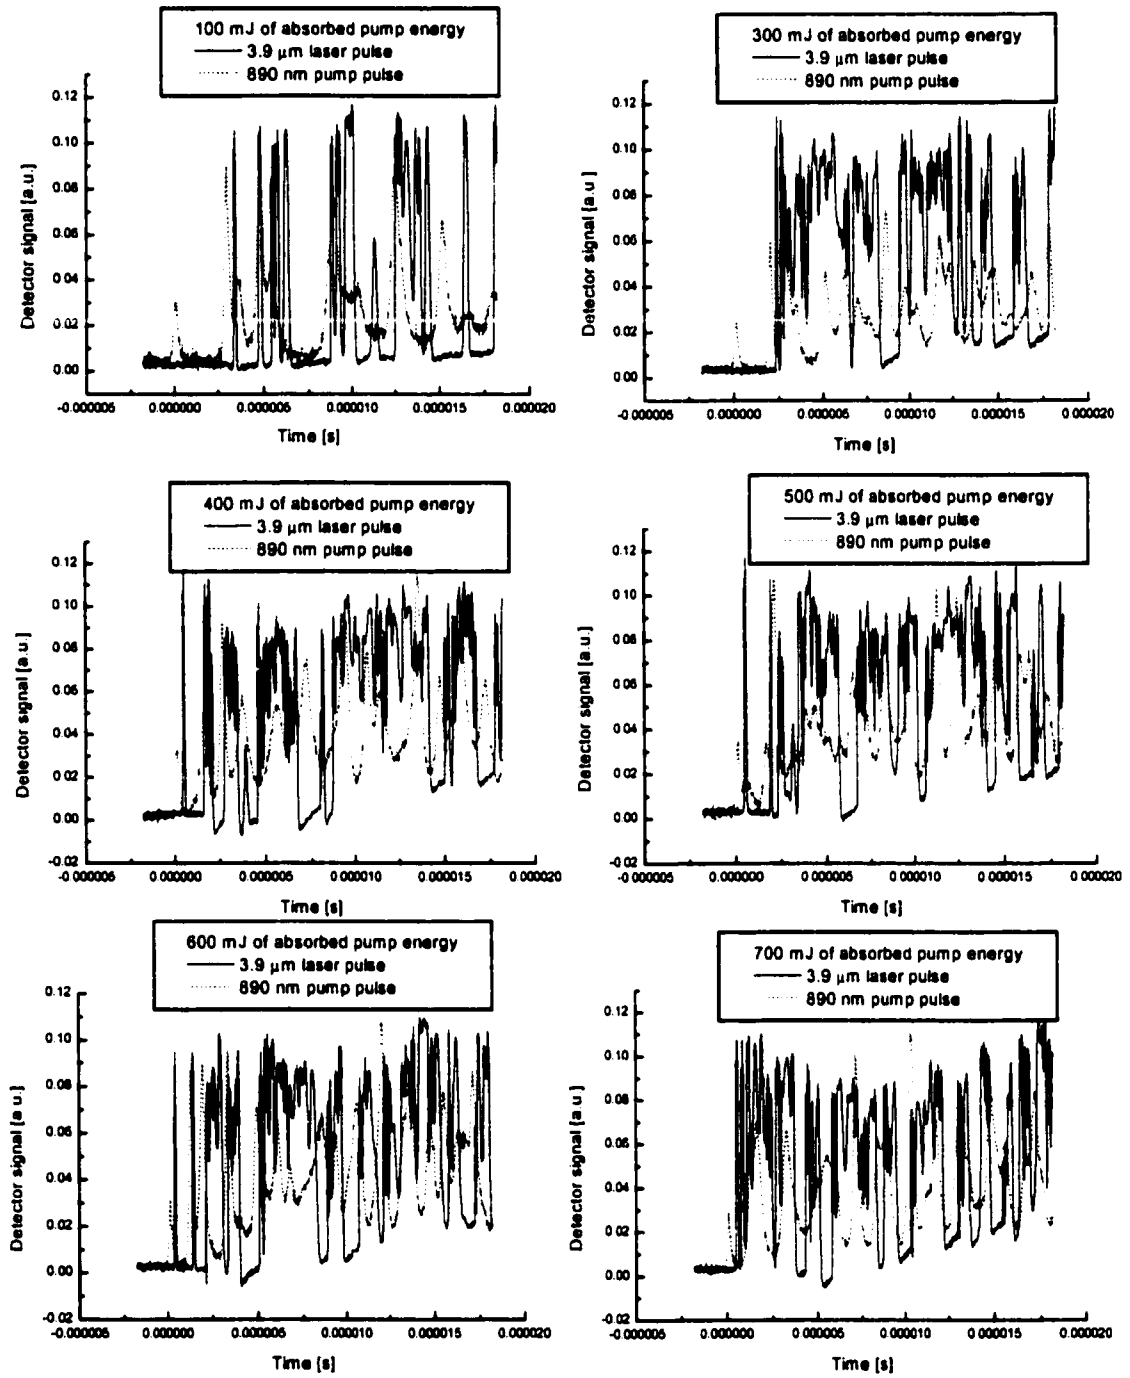 100 mJ of absorbed pump energy
3.9 µm laser pulse
890 nm pump pulse
0.12
0.10
0.08
0.06
0.04
0.02
0.00
Detector signal [a.u.]
-0.000005 0.000000 0.000005 0.000010 0.000015 0.000020
Time [s]
300 mJ of absorbed pump energy
3.9 µm laser pulse
890 nm pump pulse
0.12
0.10
0.08
0.06
0.04
0.02
0.00
Detector signal [a.u.]
-0.000005 0.000000 0.000005 0.000010 0.000015 0.000020
Time [s]
400 mJ of absorbed pump energy
3.9 µm laser pulse
890 nm pump pulse
0.12
0.10
0.08
0.06
0.04
0.02
0.00
-0.02
Detector signal [a.u.]
-0.000005 0.000000 0.000005 0.000010 0.000015 0.000020
Time [s]
500 mJ of absorbed pump energy
3.9 µm laser pulse
890 nm pump pulse
0.12
0.10
0.08
0.06
0.04
0.02
0.00
-0.02
Detector signal [a.u.]
-0.000005 0.000000 0.000005 0.000010 0.000015 0.000020
Time [s]
600 mJ of absorbed pump energy
3.9 µm laser pulse
890 nm pump pulse
0.12
0.10
0.08
0.06
0.04
0.02
0.00
-0.02
Detector signal [a.u.]
-0.000005 0.000000 0.000005 0.000010 0.000015 0.000020
Time [s]
700 mJ of absorbed pump energy
3.9 µm laser pulse
890 nm pump pulse
0.12
0.10
0.08
0.06
0.04
0.02
0.00
-0.02
Detector signal [a.u.]
-0.000005 0.000000 0.000005 0.000010 0.000015 0.000020
Time [s]